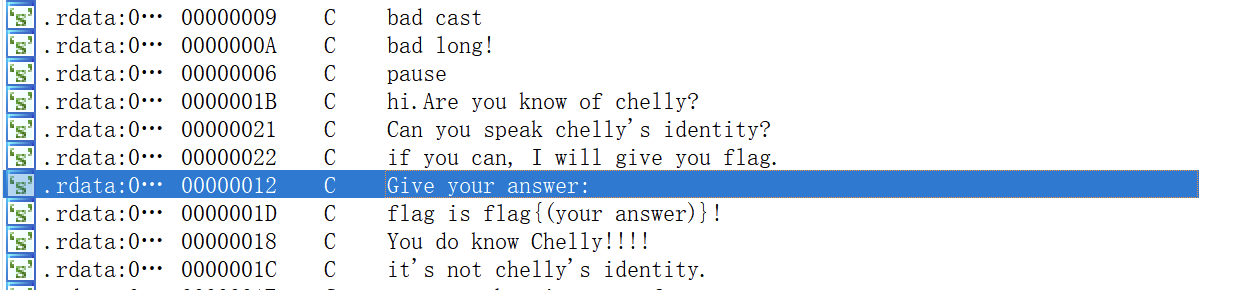 's' .rdata:0… 00000009 C bad cast
's' .rdata:0… 0000000A C bad long!
's' .rdata:0… 00000006 C pause
's' .rdata:0… 0000001B C hi.Are you know of chelly?
's' .rdata:0… 00000021 C Can you speak chelly's identity?
's' .rdata:0… 00000022 C if you can, I will give you flag.
's' .rdata:0… 00000012 C Give your answer:
's' .rdata:0… 0000001D C flag is flag{(your answer)}!
's' .rdata:0… 00000018 C You do know Chelly!!!!
's' .rdata:0… 0000001C C it's not chelly's identity.